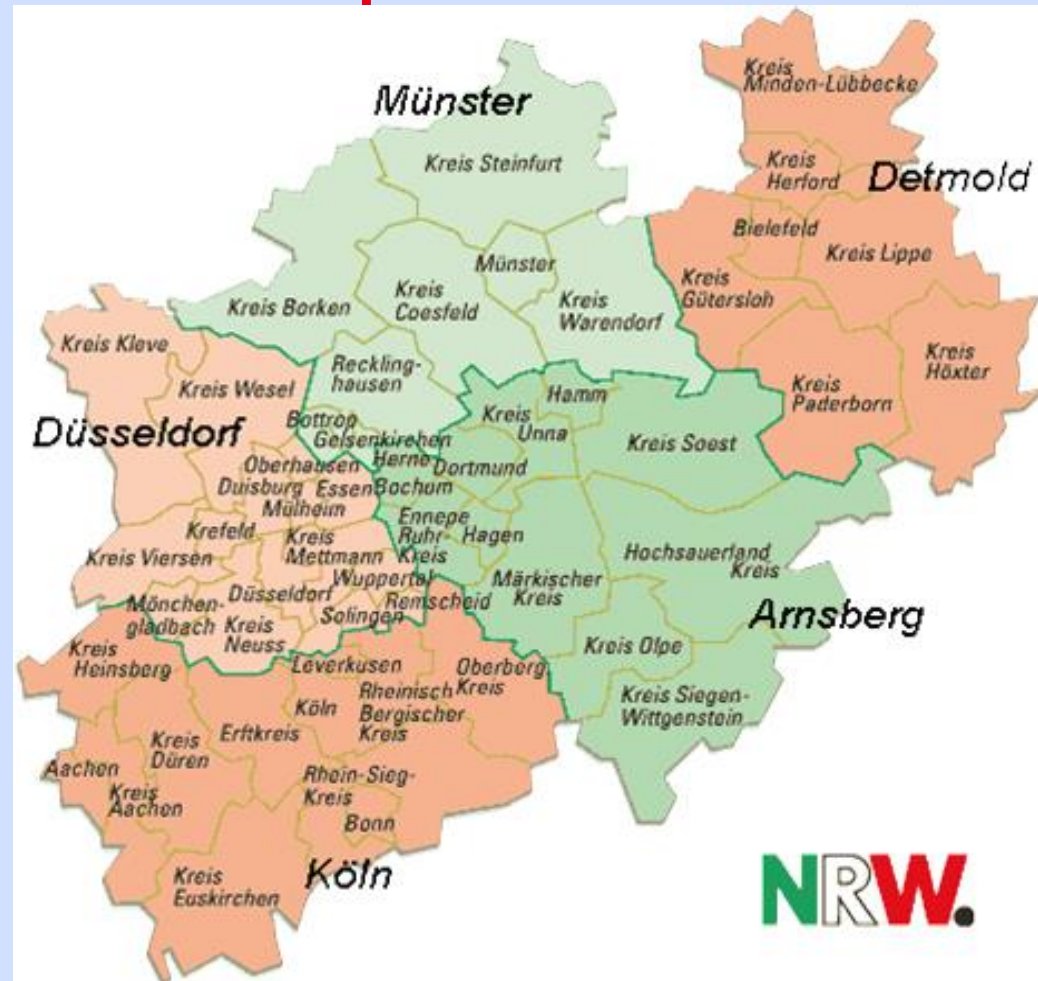 Kreis
Minden-Lübbecke
Münster
Kreis Steinfurt
Kreis
Herford
Detmold
Bielefeld
Kreis Lippe
Münster
Kreis
Gütersloh
Kreis Borken
Kreis
Coesfeld
Kreis
Warendorf
Kreis Kleve
Kreis
Höxter
Reckling-
hausen
Kreis Wesel
Kreis
Paderborn
Hamm
Düsseldorf
Bottrop
Gelsenkirchen
Kreis
Unna
Kreis Soest
Oberhausen
Herne
Dortmund
Duisburg
Essen
Bochum
Mülheim
Krefeld
Ennepe
Ruhr-
Kreis
Hagen
Kreis Viersen
Kreis
Mettmann
Hochsauerland
Kreis
Wuppertal
Märkischer
Kreis
Düsseldorf
Mönchen-
gladbach
Solingen
Remscheid
Arnsberg
Kreis
Neuss
Kreis
Heinsberg
Leverkusen
Oberberg
Kreis
Kreis Olpe
Köln
Rheinisch
Bergischer
Kreis
Kreis Siegen-
Wittgenstein
Erftkreis
Kreis
Düren
Aachen
Kreis
Aachen
Rhein-Sieg-
Kreis
Bonn
Köln
Kreis
Euskirchen
NRW.